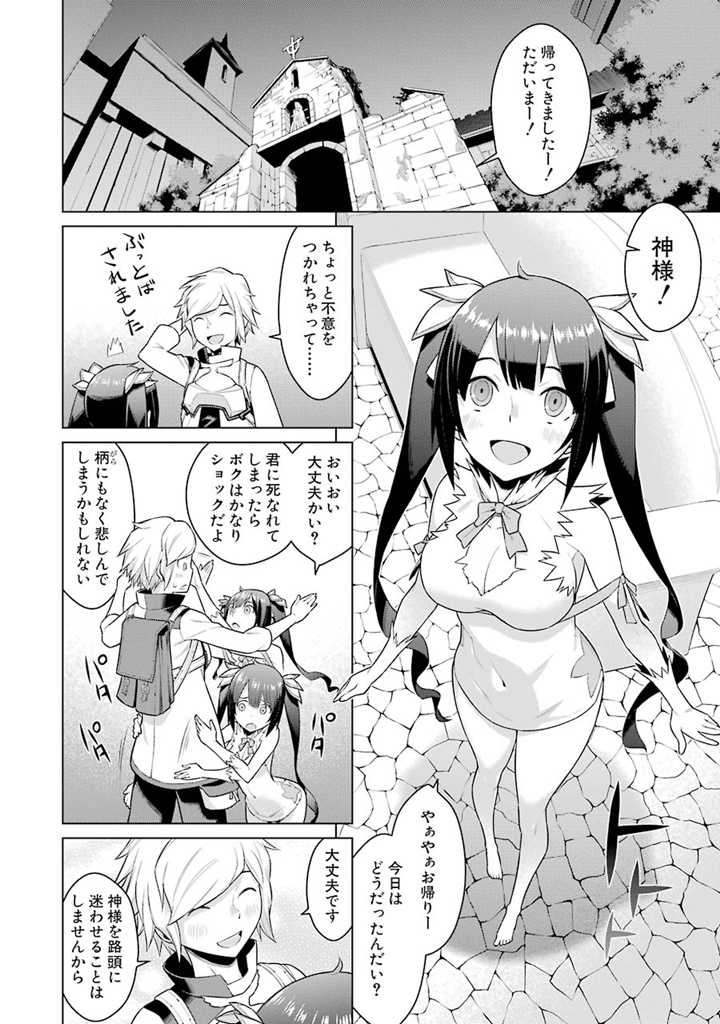 帰ってきましたー!
ただいまー!
神様!
やぁやぁお帰りー
今日は
どうだったんだい?
ちょっと不意を
つかれちゃって……
ぶっとば
されました
おいおい
大丈夫かい?
君に死なれて
しまったら
ボクはかなり
ショックだよ
柄にもなく悲しんで
がら
しまうかもしれない
パタ
パタ
大丈夫です
神様を路頭に
迷わせることは
しませんから
トトト